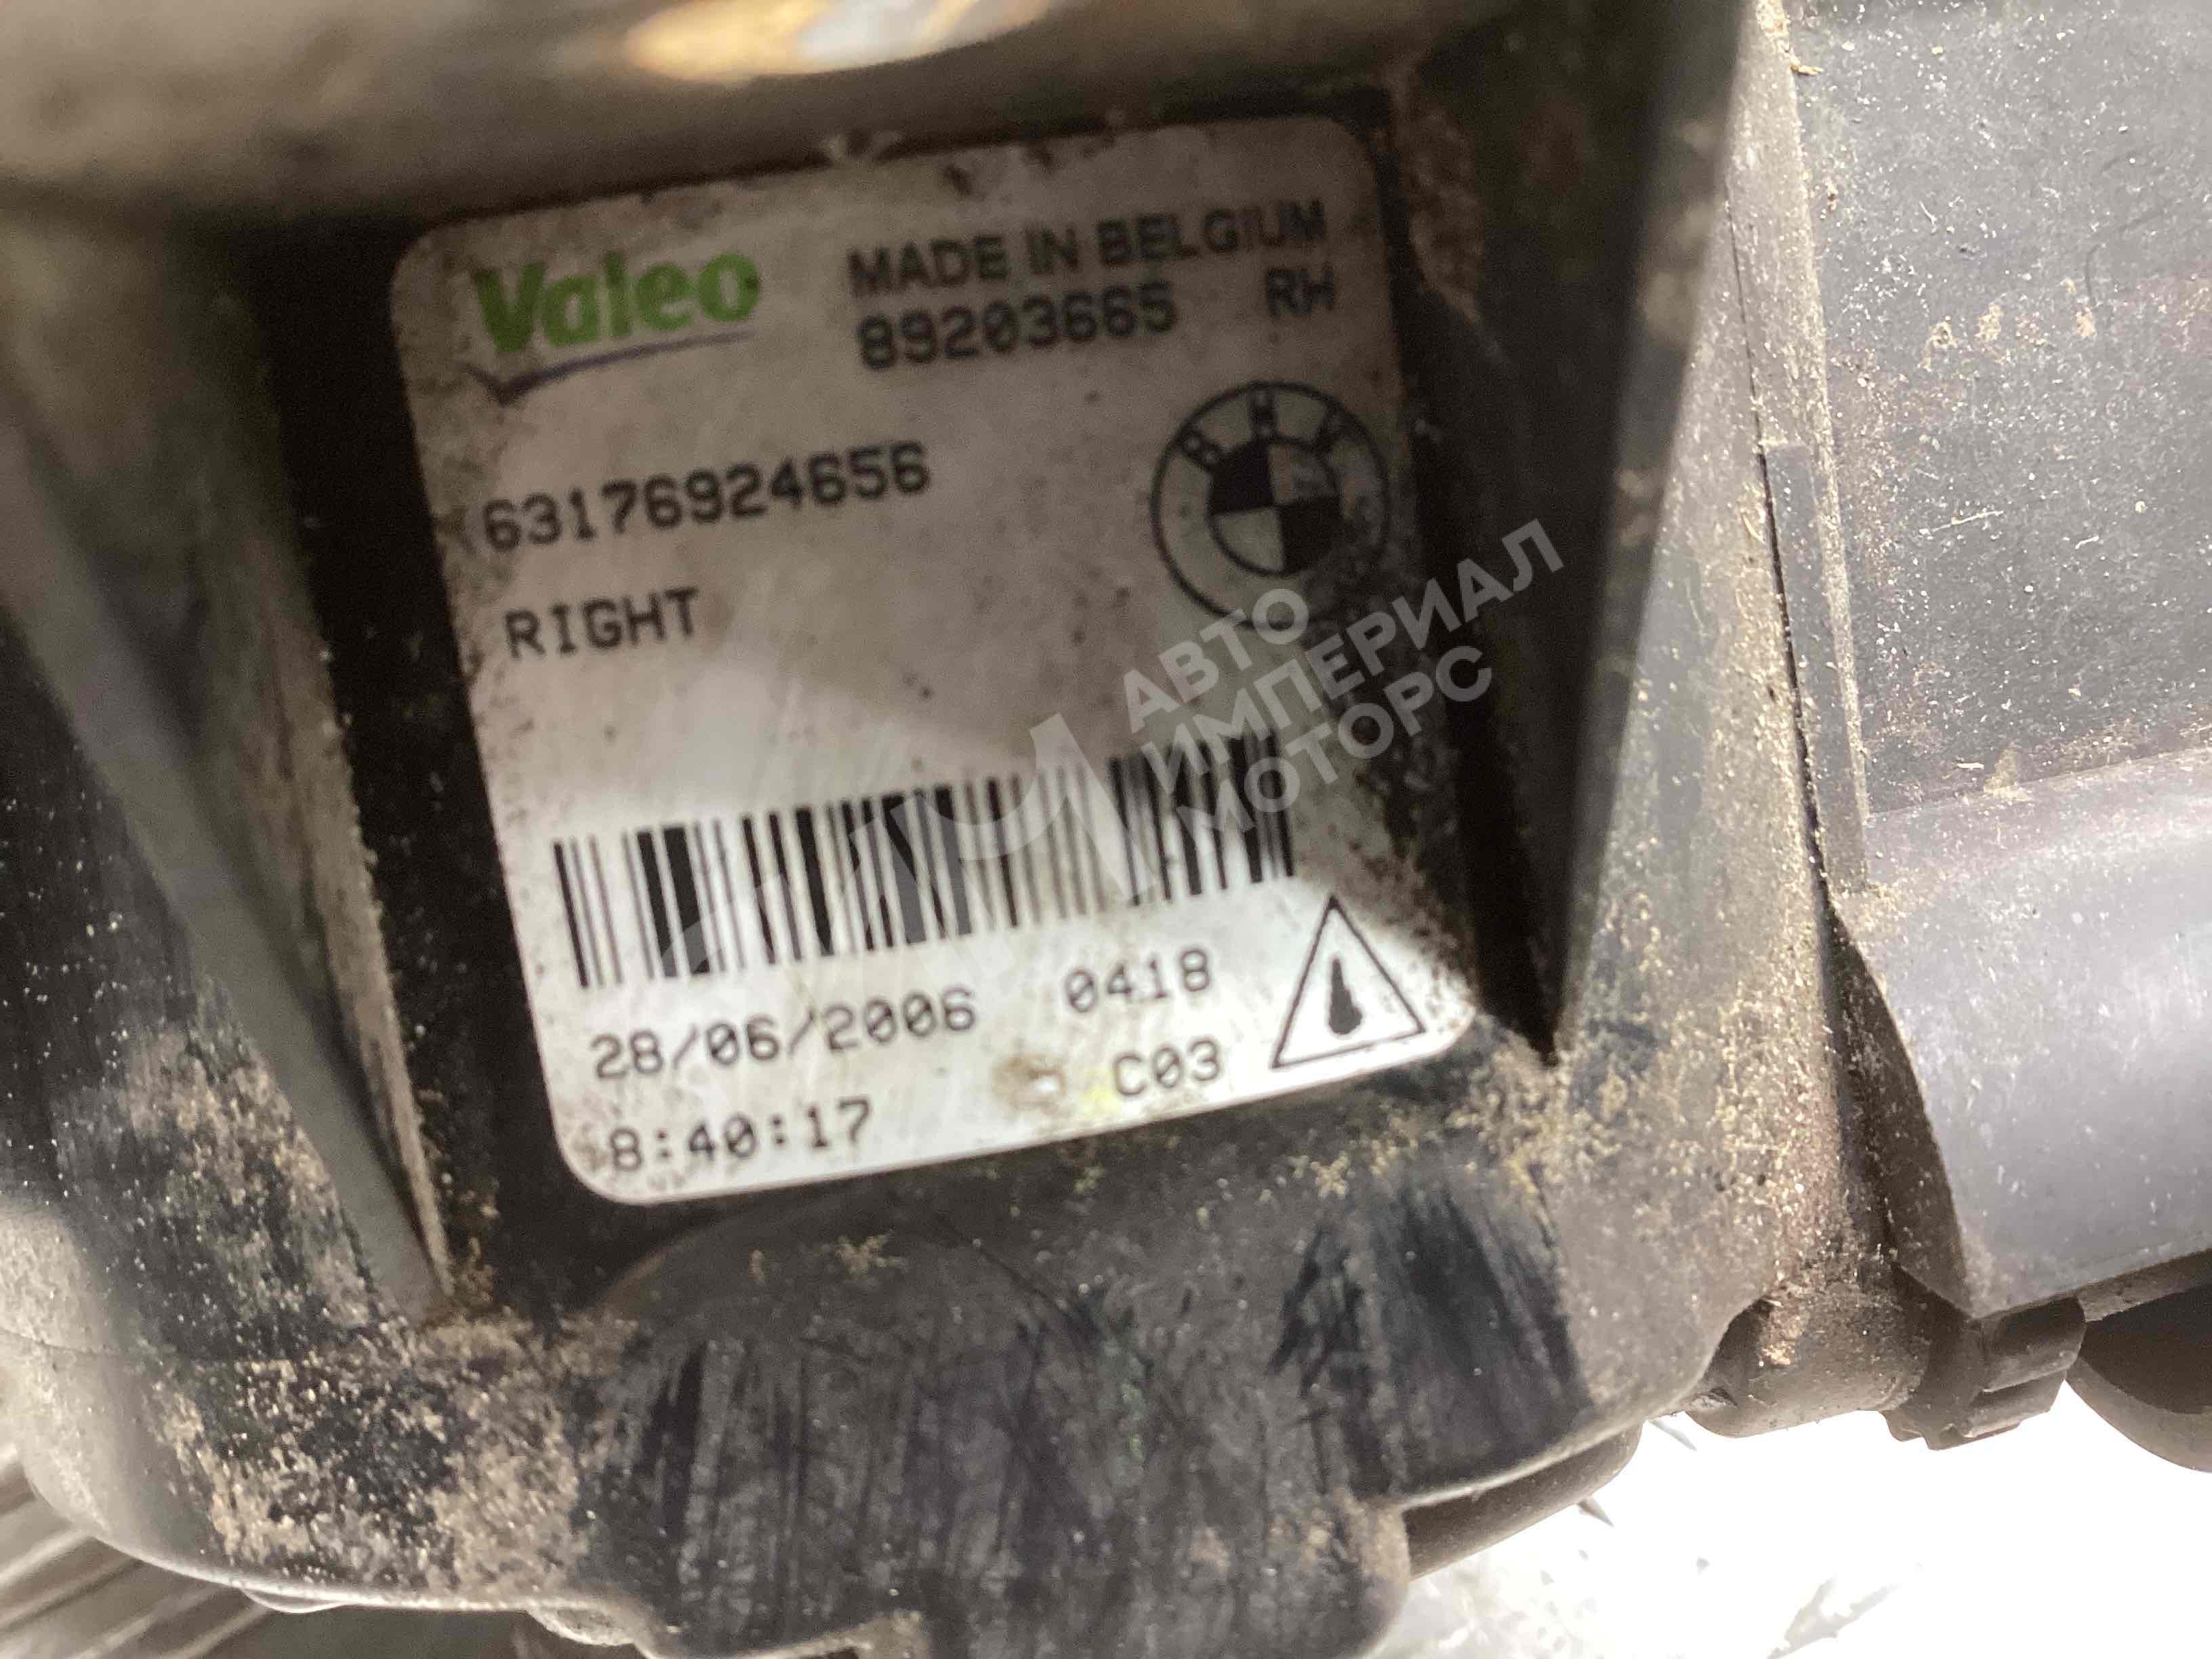 Valeo MADE IN BELGIUM
89203665 RH
BMW
63176924656
RIGHT
АВТО
ИМПЕРИАЛ
МОТОРС
28/06/2006 0418
8:40:17 C03